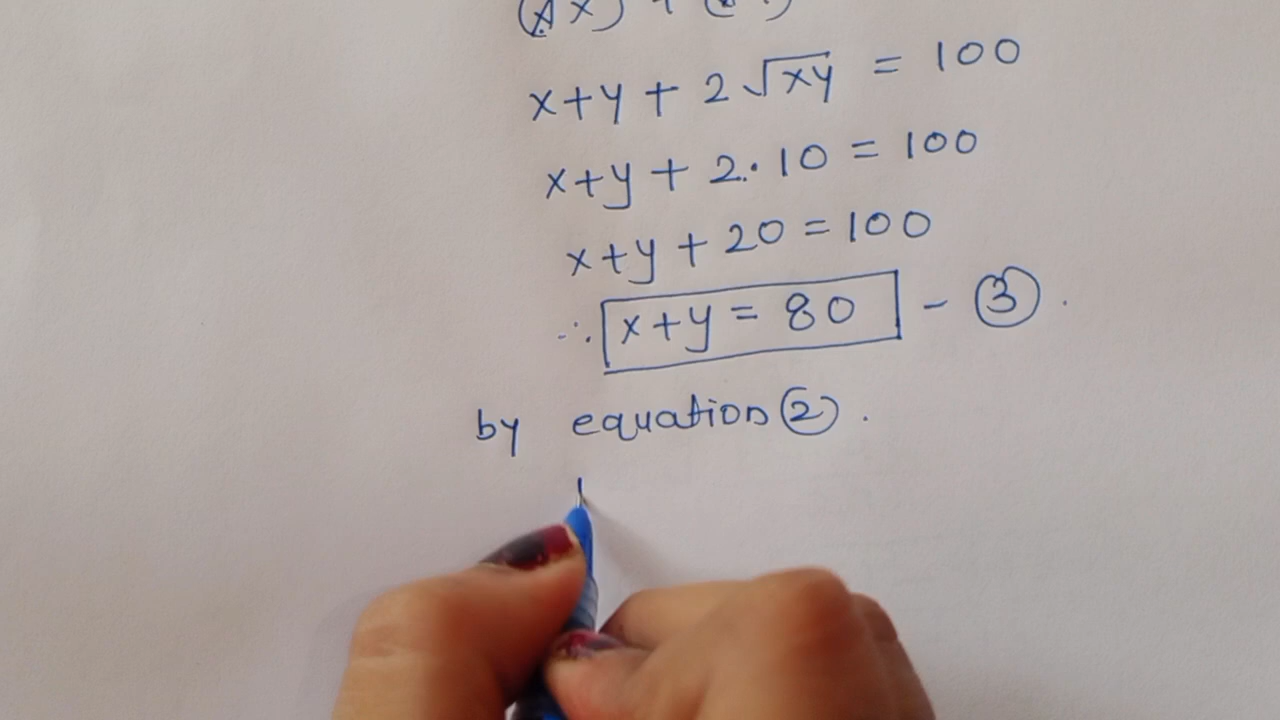 x+y + 2√xy = 100
x+y + 2.10 = 100
x+y + 20 = 100
∴ x+y = 80 - ③.
by equation ②.